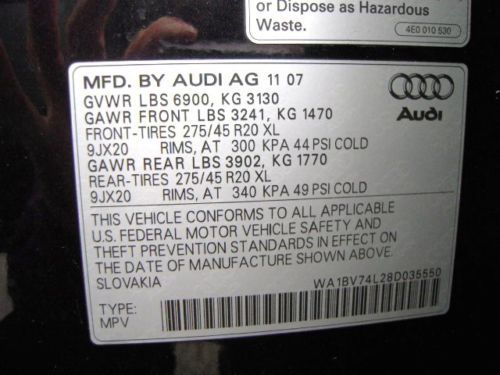 or Dispose as Hazardous
Waste.
4E0 010 530
MFD. BY AUDI AG 11 07
GVWR LBS 6900, KG 3130
GAWR FRONT LBS 3241, KG 1470
FRONT-TIRES 275/45 R20 XL
9JX20 RIMS, AT 300 KPA 44 PSI COLD
GAWR REAR LBS 3902, KG 1770
REAR-TIRES 275/45 R20 XL
9JX20 RIMS, AT 340 KPA 49 PSI COLD
Audi
THIS VEHICLE CONFORMS TO ALL APPLICABLE
U.S. FEDERAL MOTOR VEHICLE SAFETY AND
THEFT PREVENTION STANDARDS IN EFFECT ON
DATE OF MANUFACTURE SHOWN ABOVE.
SLOVAKIA
WA1BV74L28D035550
TYPE:
MPV